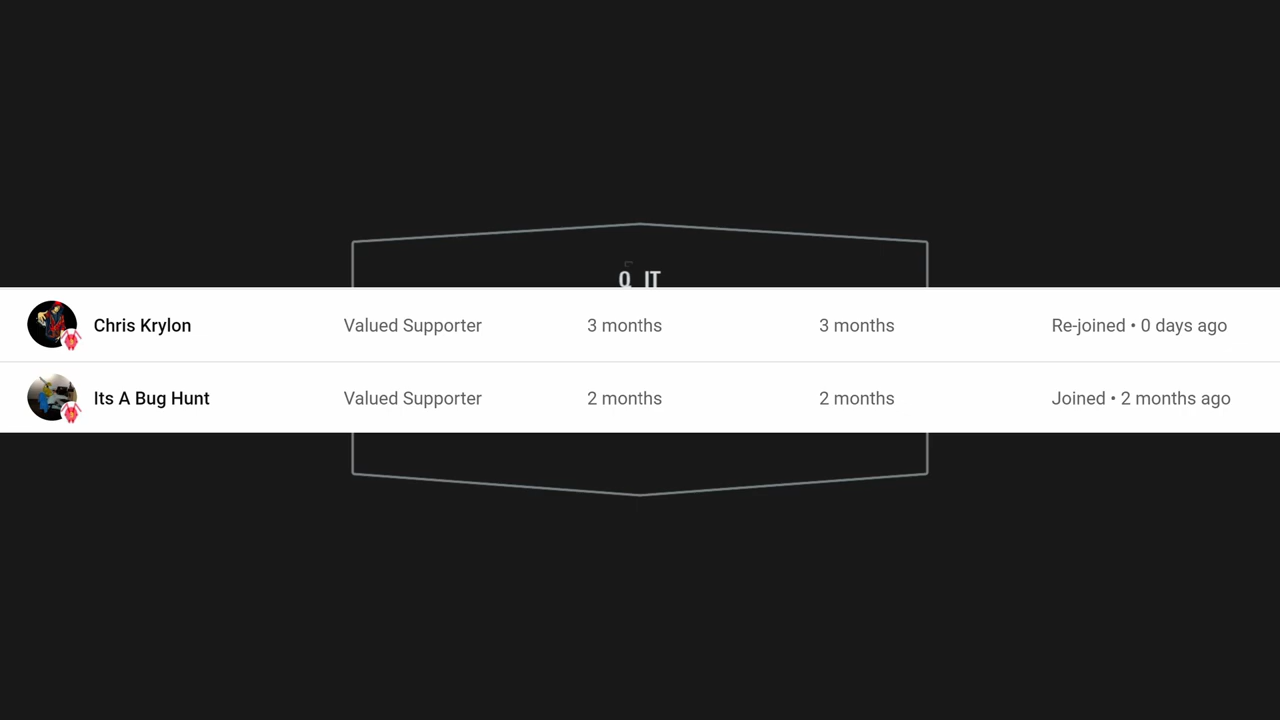 Q IT
Chris Krylon Valued Supporter 3 months 3 months Re-joined • 0 days ago
Its A Bug Hunt Valued Supporter 2 months 2 months Joined • 2 months ago